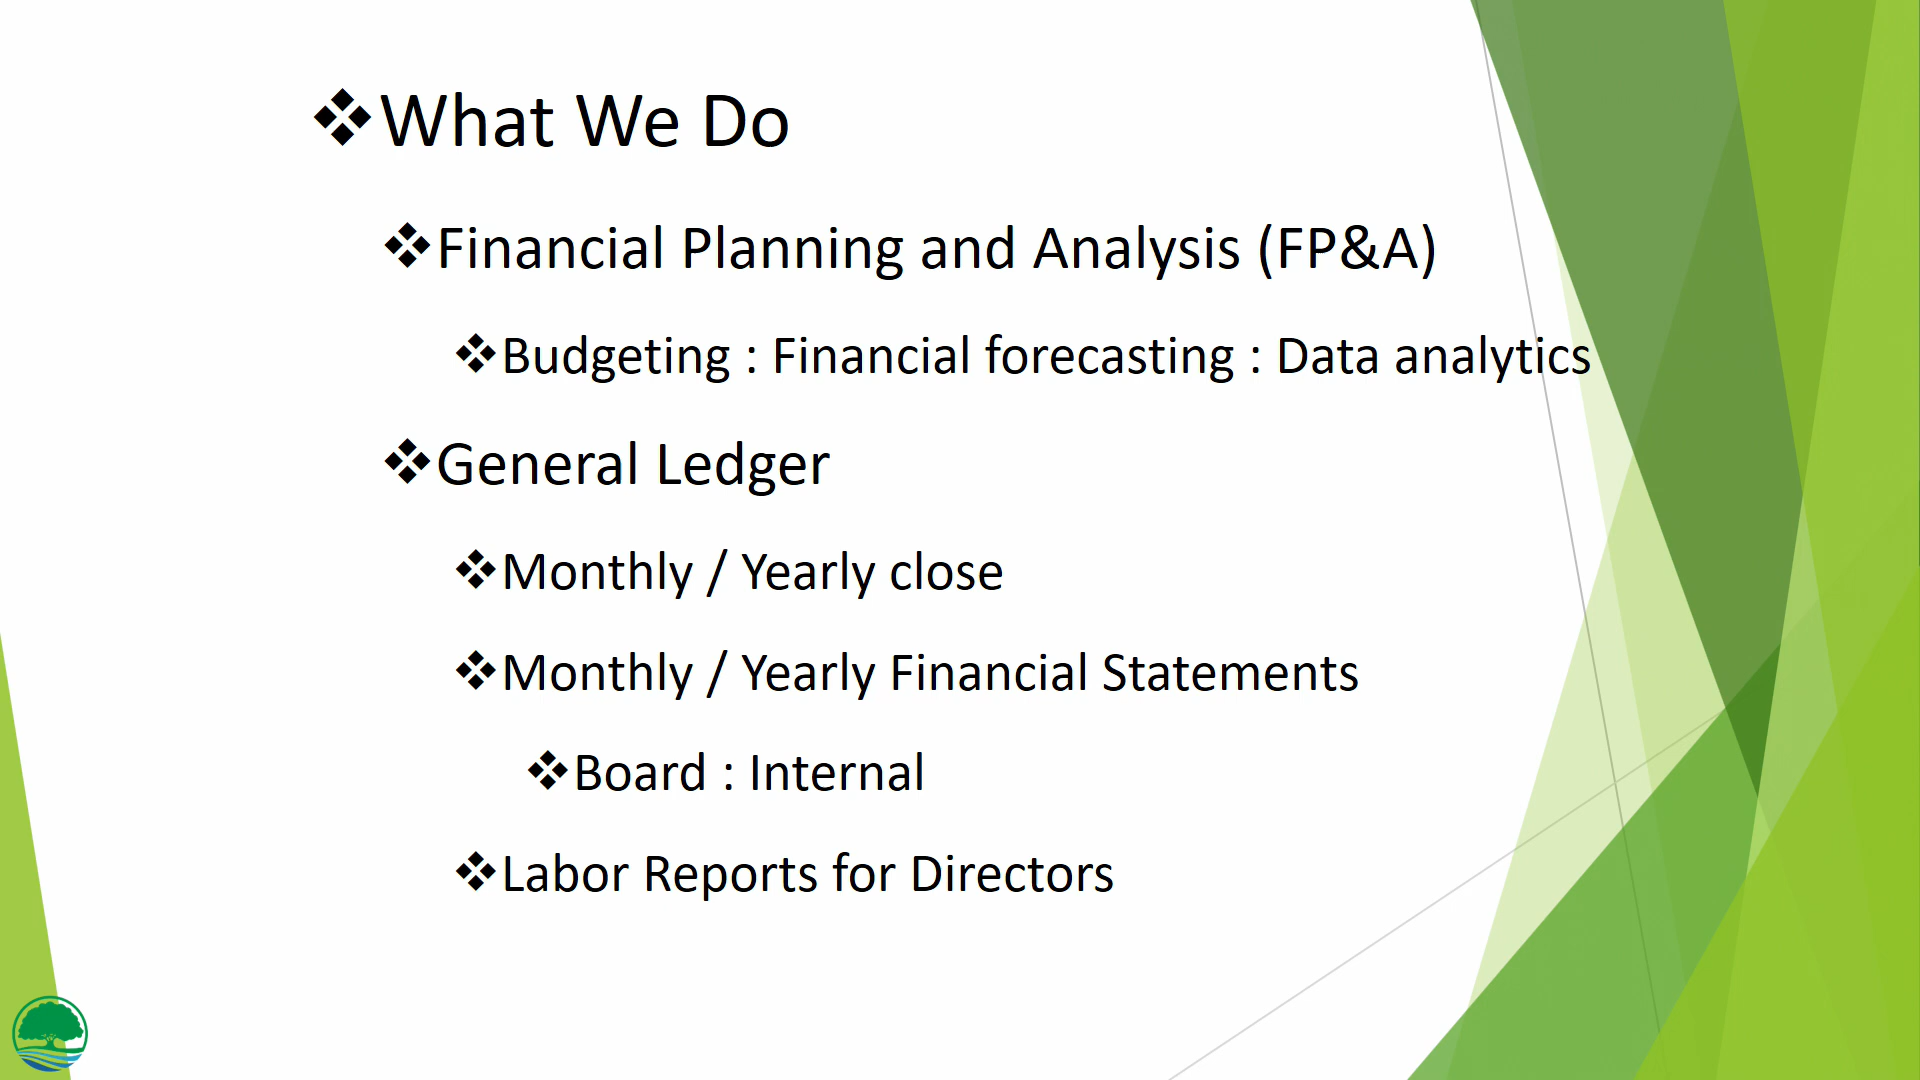 What We Do
Financial Planning and Analysis (FP&A)
Budgeting : Financial forecasting : Data analytics
General Ledger
Monthly / Yearly close
Monthly / Yearly Financial Statements
Board : Internal
Labor Reports for Directors